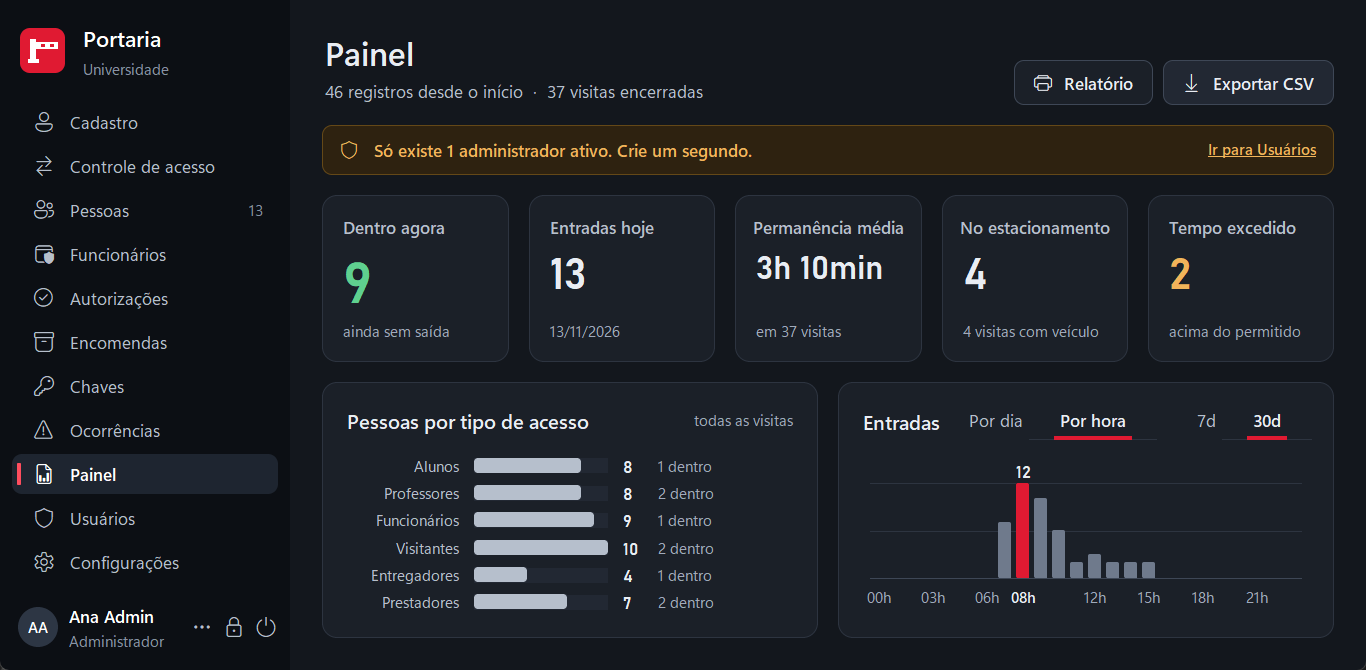 Portaria
Universidade
Cadastro
Controle de acesso
Pessoas 13
Funcionários
Autorizações
Encomendas
Chaves
Ocorrências
Painel
Usuários
Configurações
AA
Ana Admin
Administrador
Painel
46 registros desde o início · 37 visitas encerradas
Relatório
Exportar CSV
Só existe 1 administrador ativo. Crie um segundo.
Ir para Usuários
Dentro agora
9
ainda sem saída
Entradas hoje
13
13/11/2026
Permanência média
3h 10min
em 37 visitas
No estacionamento
4
4 visitas com veículo
Tempo excedido
2
acima do permitido
Pessoas por tipo de acesso
todas as visitas
Alunos 8 1 dentro
Professores 8 2 dentro
Funcionários 9 1 dentro
Visitantes 10 2 dentro
Entregadores 4 1 dentro
Prestadores 7 2 dentro
Entradas
Por dia
Por hora
7d
30d
12
00h 03h 06h 08h 12h 15h 18h 21h